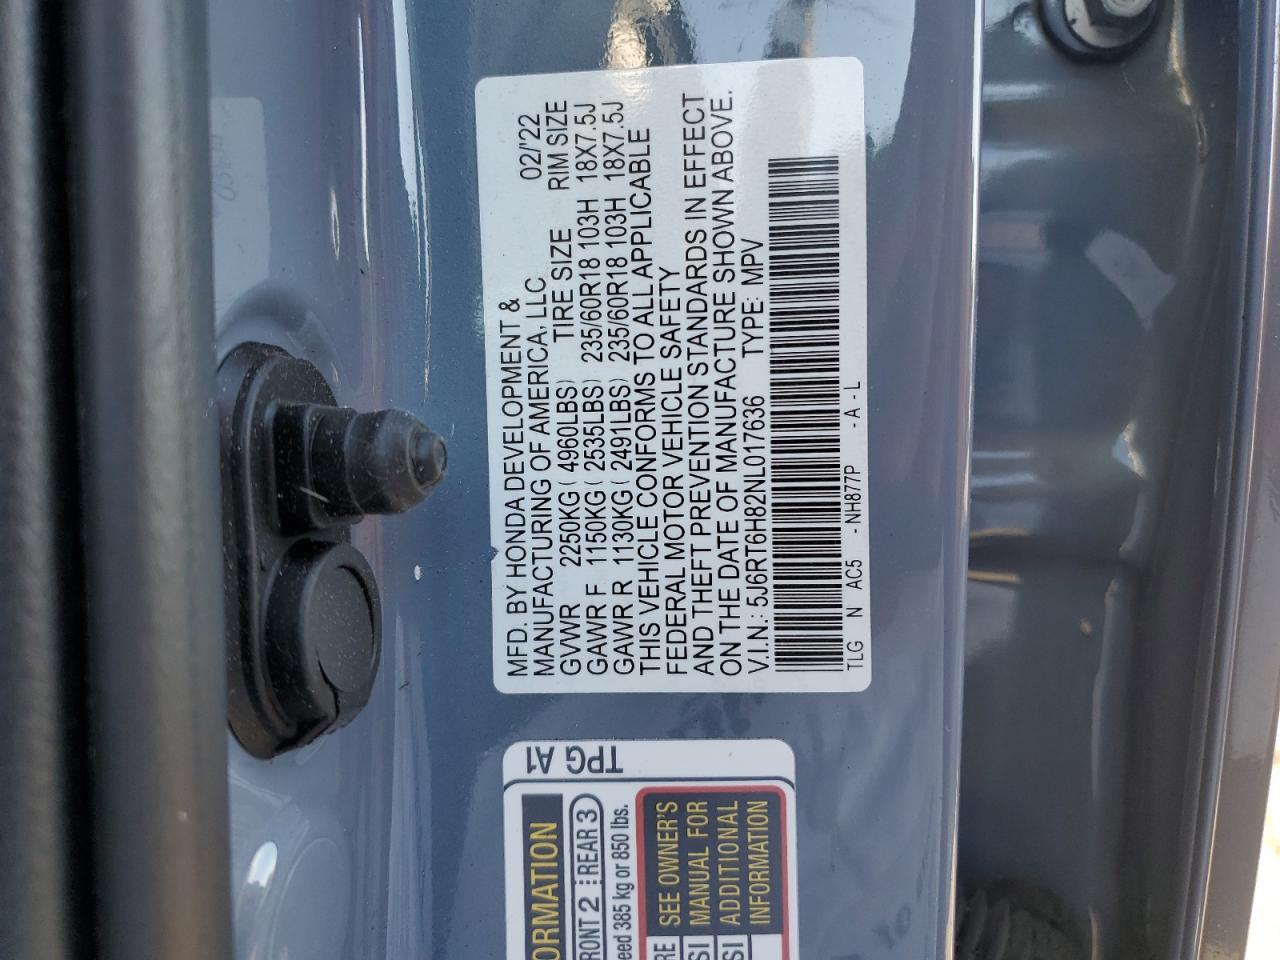 MFD. BY HONDA DEVELOPMENT &
MANUFACTURING OF AMERICA, LLC 02/'22
GVWR 2250KG ( 4960LBS) TIRE SIZE RIM SIZE
GAWR F 1150KG ( 2535LBS) 235/60R18 103H 18X7.5J
GAWR R 1130KG ( 2491LBS) 235/60R18 103H 18X7.5J
THIS VEHICLE CONFORMS TO ALL APPLICABLE
FEDERAL MOTOR VEHICLE SAFETY
AND THEFT PREVENTION STANDARDS IN EFFECT
ON THE DATE OF MANUFACTURE SHOWN ABOVE.
V.I.N.: 5J6RT6H82NL017636 TYPE: MPV
TLG N AC5 - NH877P - A - L
TPG A1
ORMATION
RONT 2 REAR 3
eed 385 kg or 850 lbs.
SEE OWNER'S
MANUAL FOR
ADDITIONAL
INFORMATION
RE
SI
SI